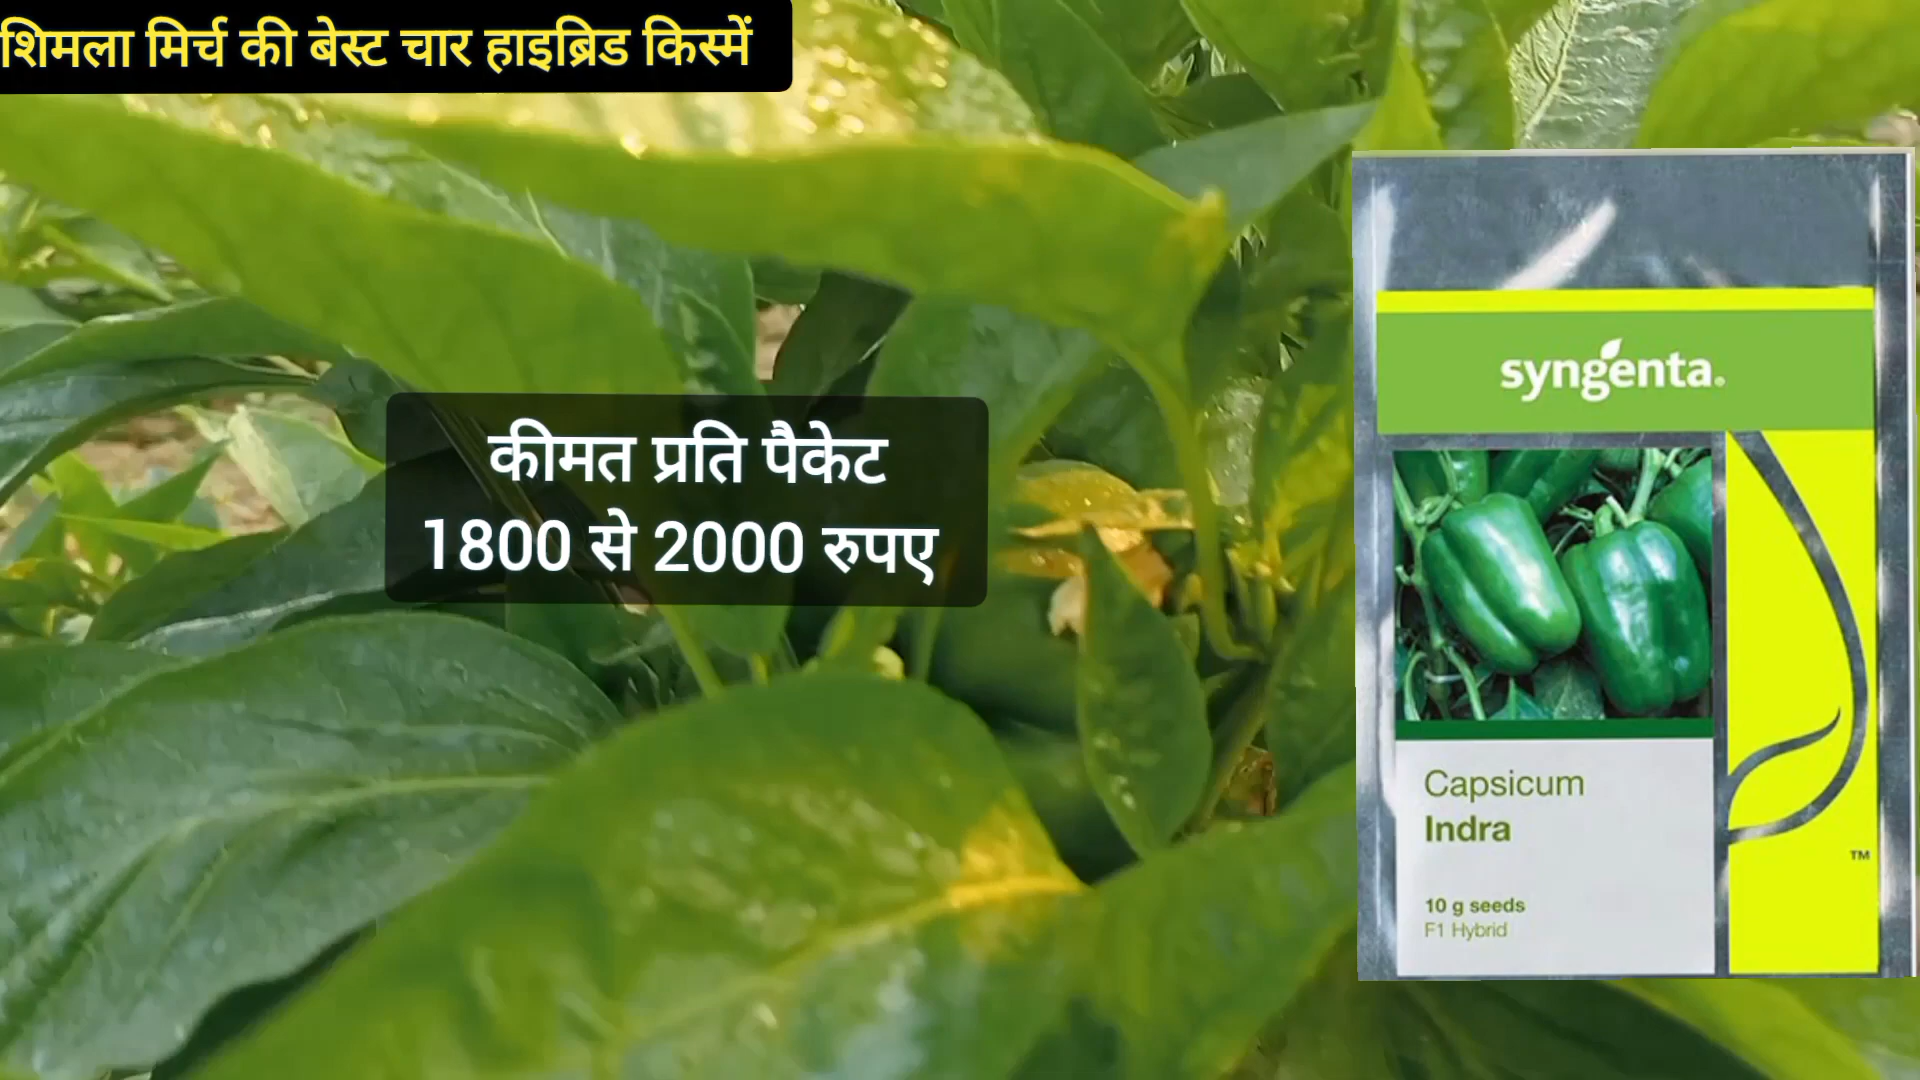 शिमला मिर्च की बेस्ट चार हाइब्रिड किस्में
कीमत प्रति पैकेट
1800 से 2000 रुपए
syngenta®
Capsicum
Indra
10 g seeds
F1 Hybrid
TM